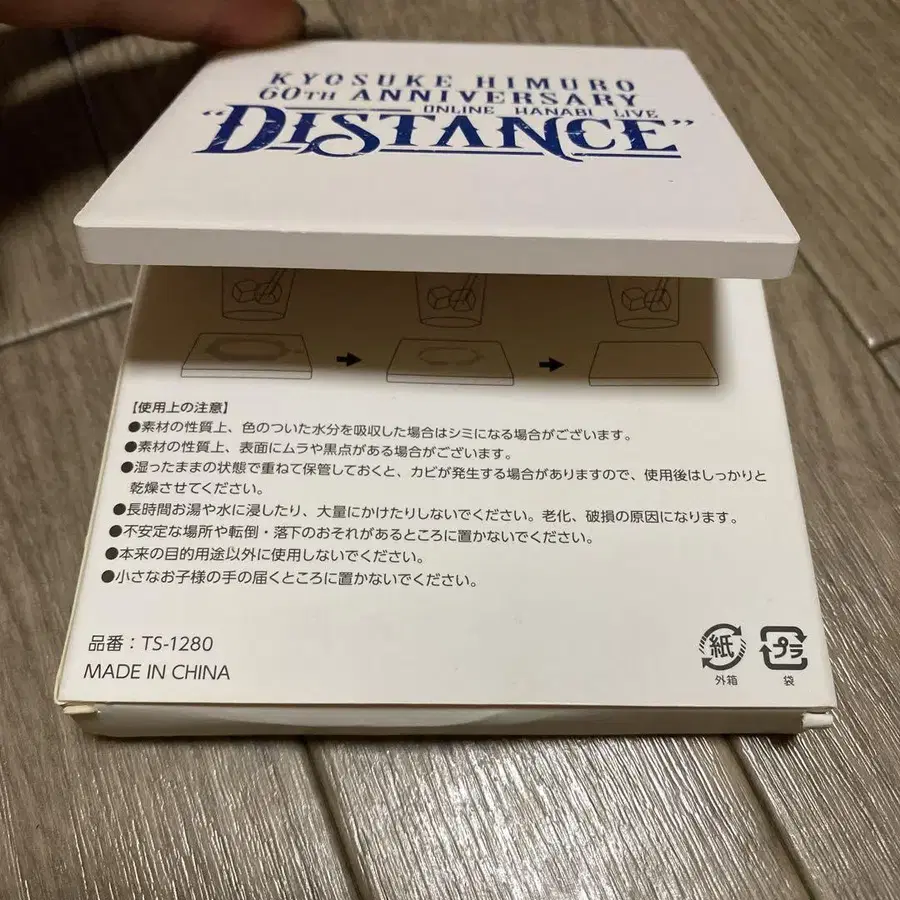 KYOSUKE HIMURO
60TH ANNIVERSARY
ONLINE HANABI LIVE
"DISTANCE"
【使用上の注意】
●素材の性質上、色のついた水分を吸収した場合はシミになる場合がございます。
●素材の性質上、表面にムラや黒点がある場合がございます。
●湿ったままの状態で重ねて保管しておくと、カビが発生する場合がありますので、使用後はしっかりと
乾燥させてください。
●長時間お湯や水に浸したり、大量にかけたりしないでください。老化、破損の原因になります。
●不安定な場所や転倒・落下のおそれがあるところに置かないでください。
●本来の目的用途以外に使用しないでください。
●小さなお子様の手の届くところに置かないでください。
品番：TS-1280
MADE IN CHINA
紙
外箱
プラ
袋